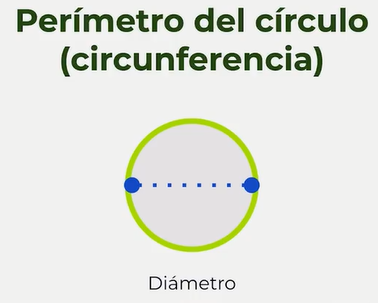 Perímetro del círculo
(circunferencia)
Diámetro